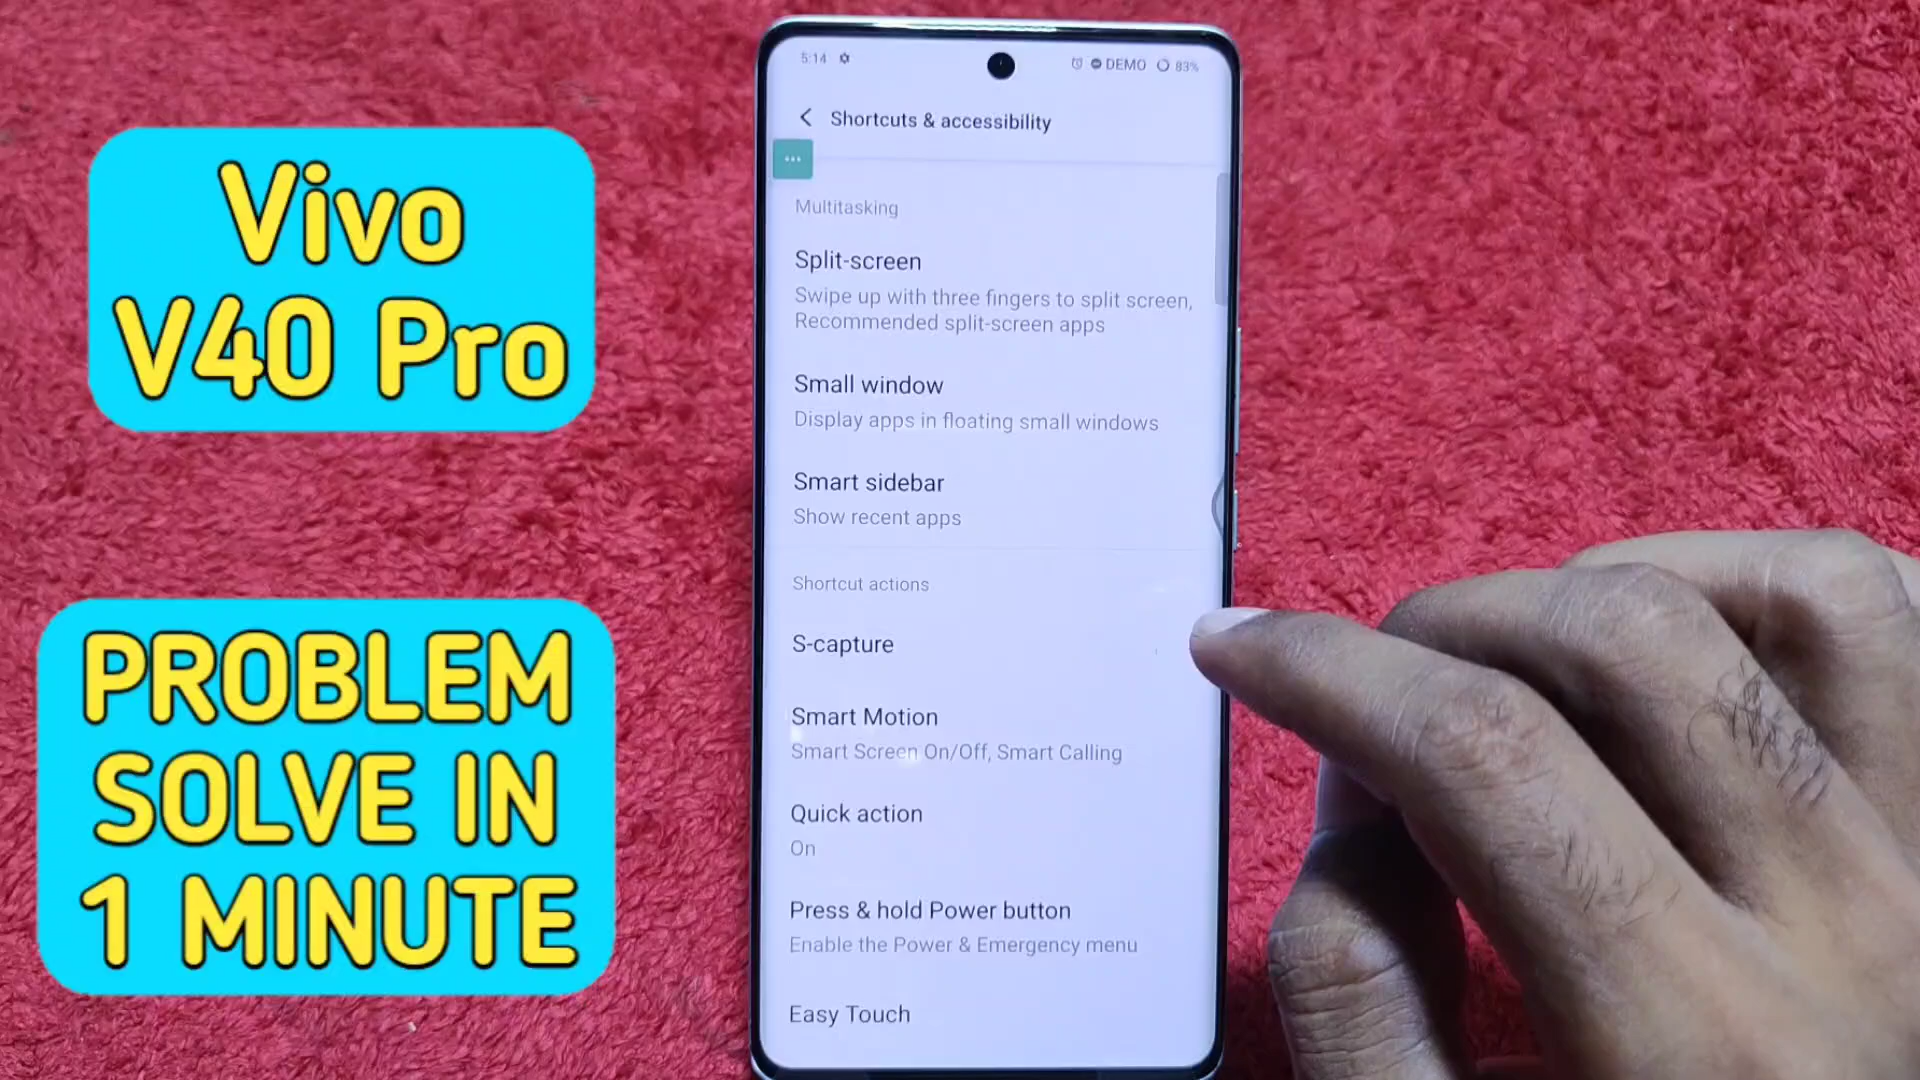 Vivo
V40 Pro
PROBLEM
SOLVE IN
1 MINUTE
5:14
DEMO 83%
Shortcuts & accessibility
Multitasking
Split-screen
Swipe up with three fingers to split screen,
Recommended split-screen apps
Small window
Display apps in floating small windows
Smart sidebar
Show recent apps
Shortcut actions
S-capture
Smart Motion
Smart Screen On/Off, Smart Calling
Quick action
On
Press & hold Power button
Enable the Power & Emergency menu
Easy Touch